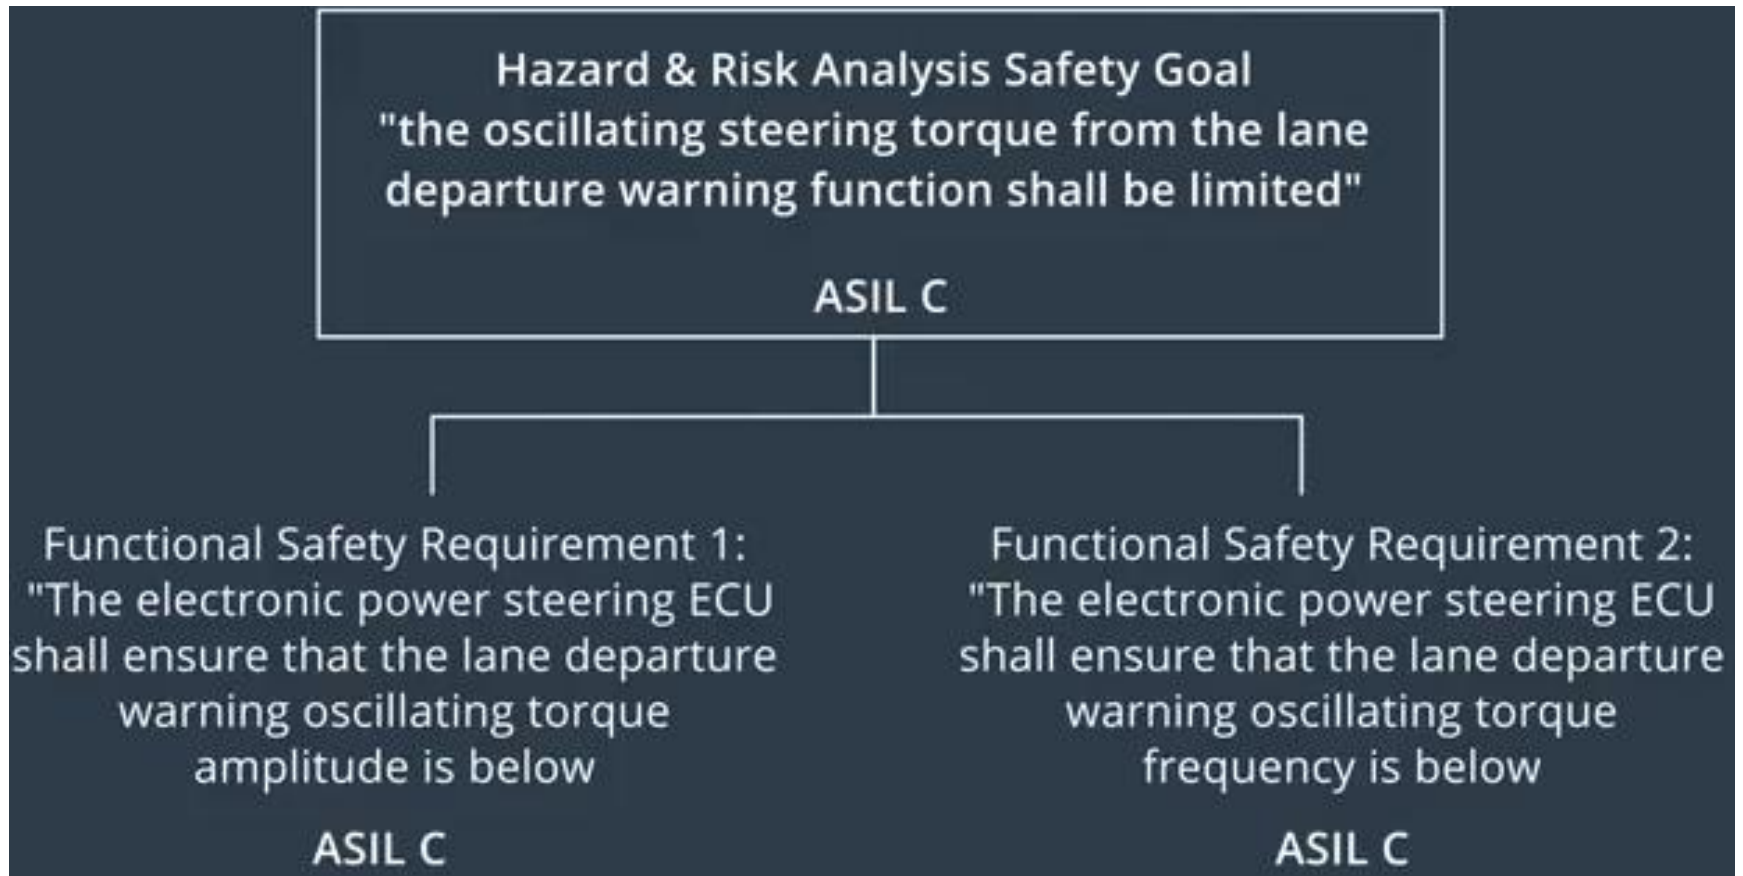 Hazard & Risk Analysis Safety Goal
"the oscillating steering torque from the lane
departure warning function shall be limited"
ASIL C
Functional Safety Requirement 1:
"The electronic power steering ECU
shall ensure that the lane departure
warning oscillating torque
amplitude is below
ASIL C
Functional Safety Requirement 2:
"The electronic power steering ECU
shall ensure that the lane departure
warning oscillating torque
frequency is below
ASIL C